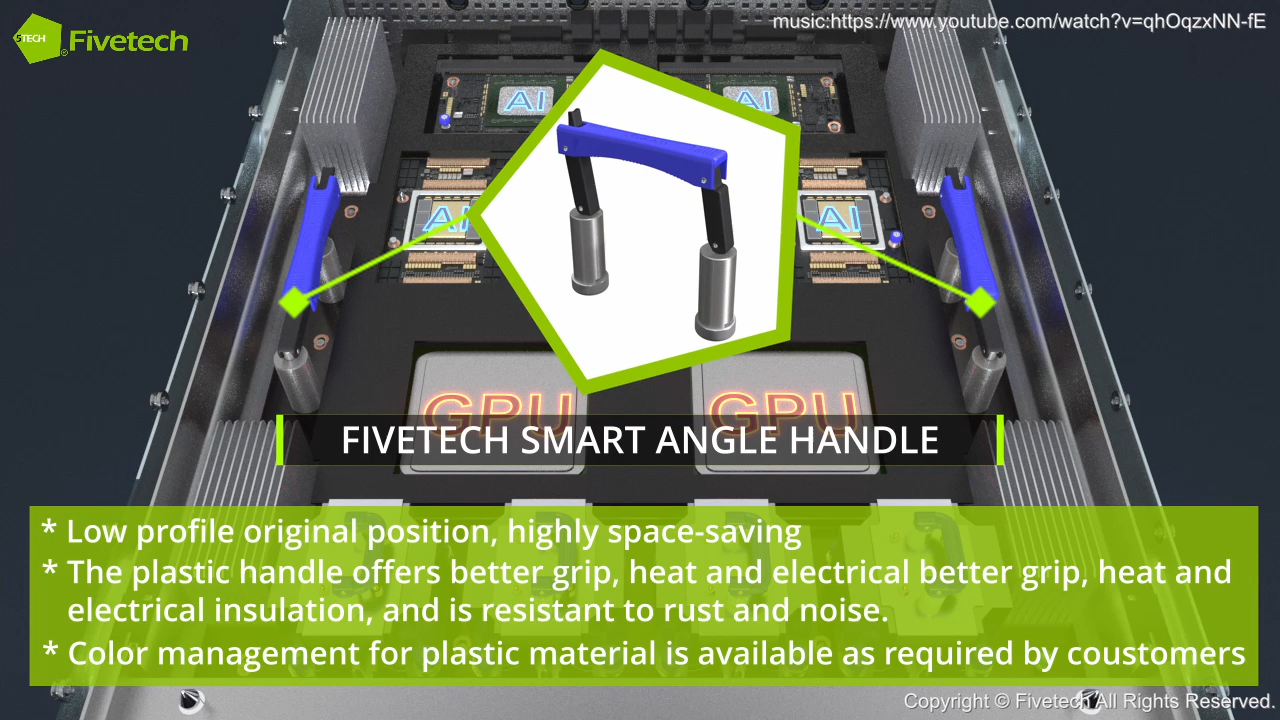 music:https://www.youtube.com/watch?v=qhOqzxNN-fE
5TECH ® Fivetech
AI AI
AI AI
GPU GPU
FIVETECH SMART ANGLE HANDLE
* Low profile original position, highly space-saving
* The plastic handle offers better grip, heat and electrical better grip, heat and
electrical insulation, and is resistant to rust and noise.
* Color management for plastic material is available as required by coustomers
Copyright © Fivetech All Rights Reserved.